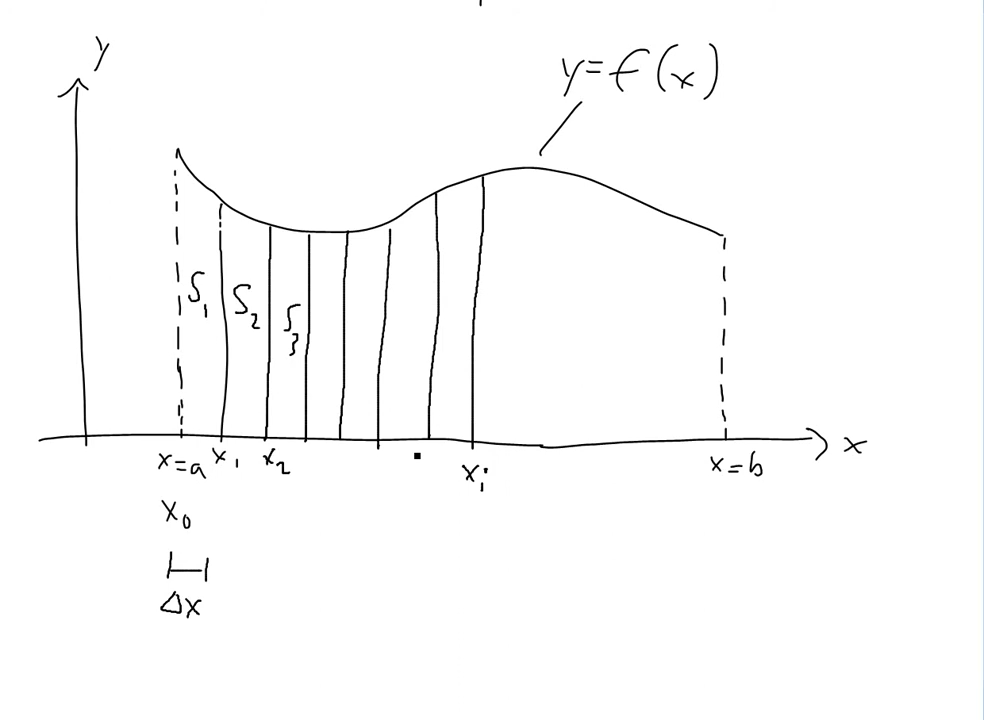 y
y=f(x)
S₁ S₂ S₃
x
x=a x₁ x₂ xᵢ x=b
x₀
Δx